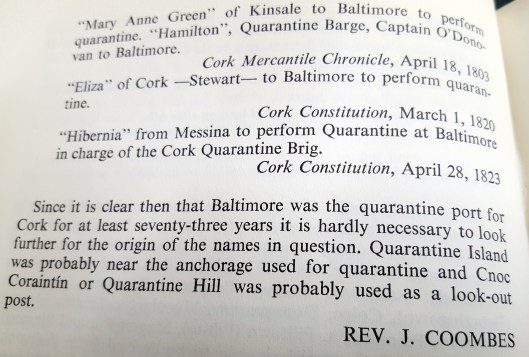 "Mary Anne Green" of Kinsale to Baltimore to perform
quarantine. "Hamilton", Quarantine Barge, Captain O'Dono-
van to Baltimore.
Cork Mercantile Chronicle, April 18, 1803
"Eliza" of Cork —Stewart— to Baltimore to perform quaran-
tine.
Cork Constitution, March 1, 1820
"Hibernia" from Messina to perform Quarantine at Baltimore
in charge of the Cork Quarantine Brig.
Cork Constitution, April 28, 1823
Since it is clear then that Baltimore was the quarantine port for
Cork for at least seventy-three years it is hardly necessary to look
further for the origin of the names in question. Quarantine Island
was probably near the anchorage used for quarantine and Cnoc
Coraintín or Quarantine Hill was probably used as a look-out
post.
REV. J. COOMBES